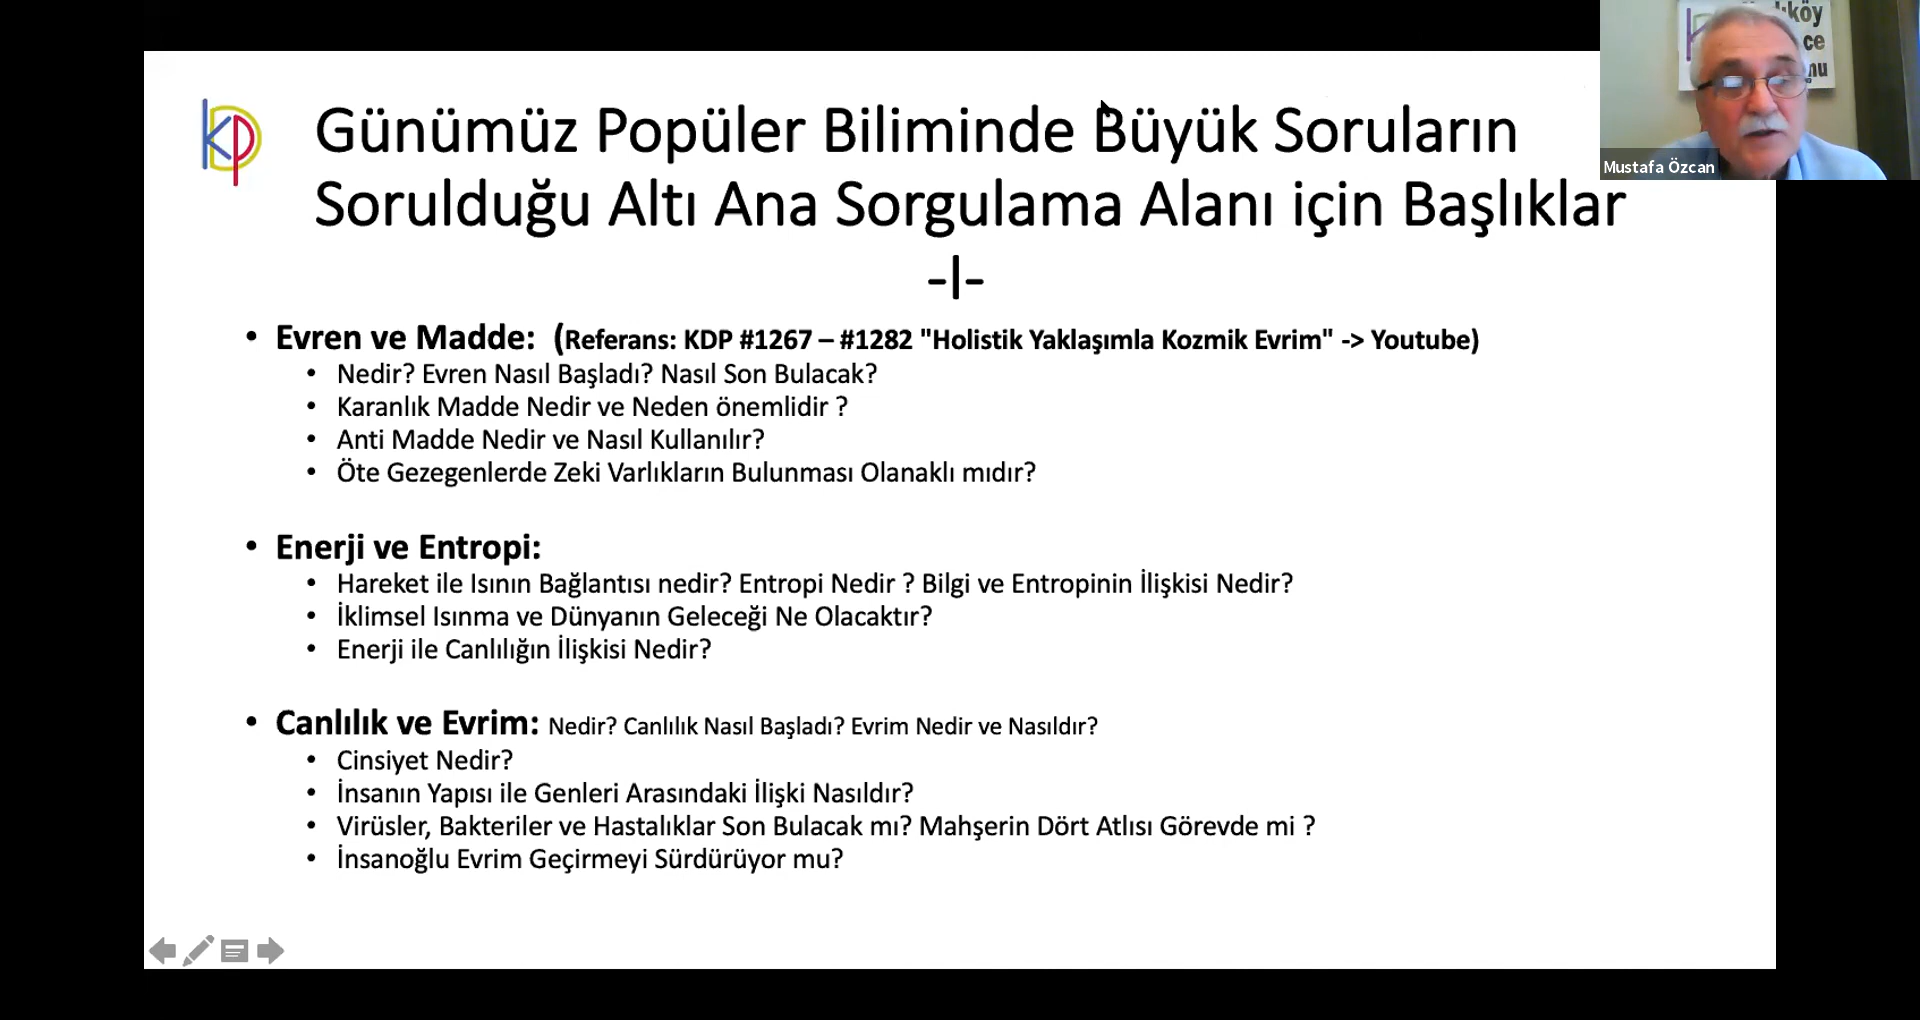 KDP
Günümüz Popüler Biliminde Büyük Soruların
Sorulduğu Altı Ana Sorgulama Alanı için Başlıklar
-I-
• Evren ve Madde: (Referans: KDP #1267 – #1282 "Holistik Yaklaşımla Kozmik Evrim" -> Youtube)
• Nedir? Evren Nasıl Başladı? Nasıl Son Bulacak?
• Karanlık Madde Nedir ve Neden önemlidir ?
• Anti Madde Nedir ve Nasıl Kullanılır?
• Öte Gezegenlerde Zeki Varlıkların Bulunması Olanaklı mıdır?
• Enerji ve Entropi:
• Hareket ile Isının Bağlantısı nedir? Entropi Nedir ? Bilgi ve Entropinin İlişkisi Nedir?
• İklimsel Isınma ve Dünyanın Geleceği Ne Olacaktır?
• Enerji ile Canlılığın İlişkisi Nedir?
• Canlılık ve Evrim: Nedir? Canlılık Nasıl Başladı? Evrim Nedir ve Nasıldır?
• Cinsiyet Nedir?
• İnsanın Yapısı ile Genleri Arasındaki İlişki Nasıldır?
• Virüsler, Bakteriler ve Hastalıklar Son Bulacak mı? Mahşerin Dört Atlısı Görevde mi ?
• İnsanoğlu Evrim Geçirmeyi Sürdürüyor mu?
Mustafa Özcan